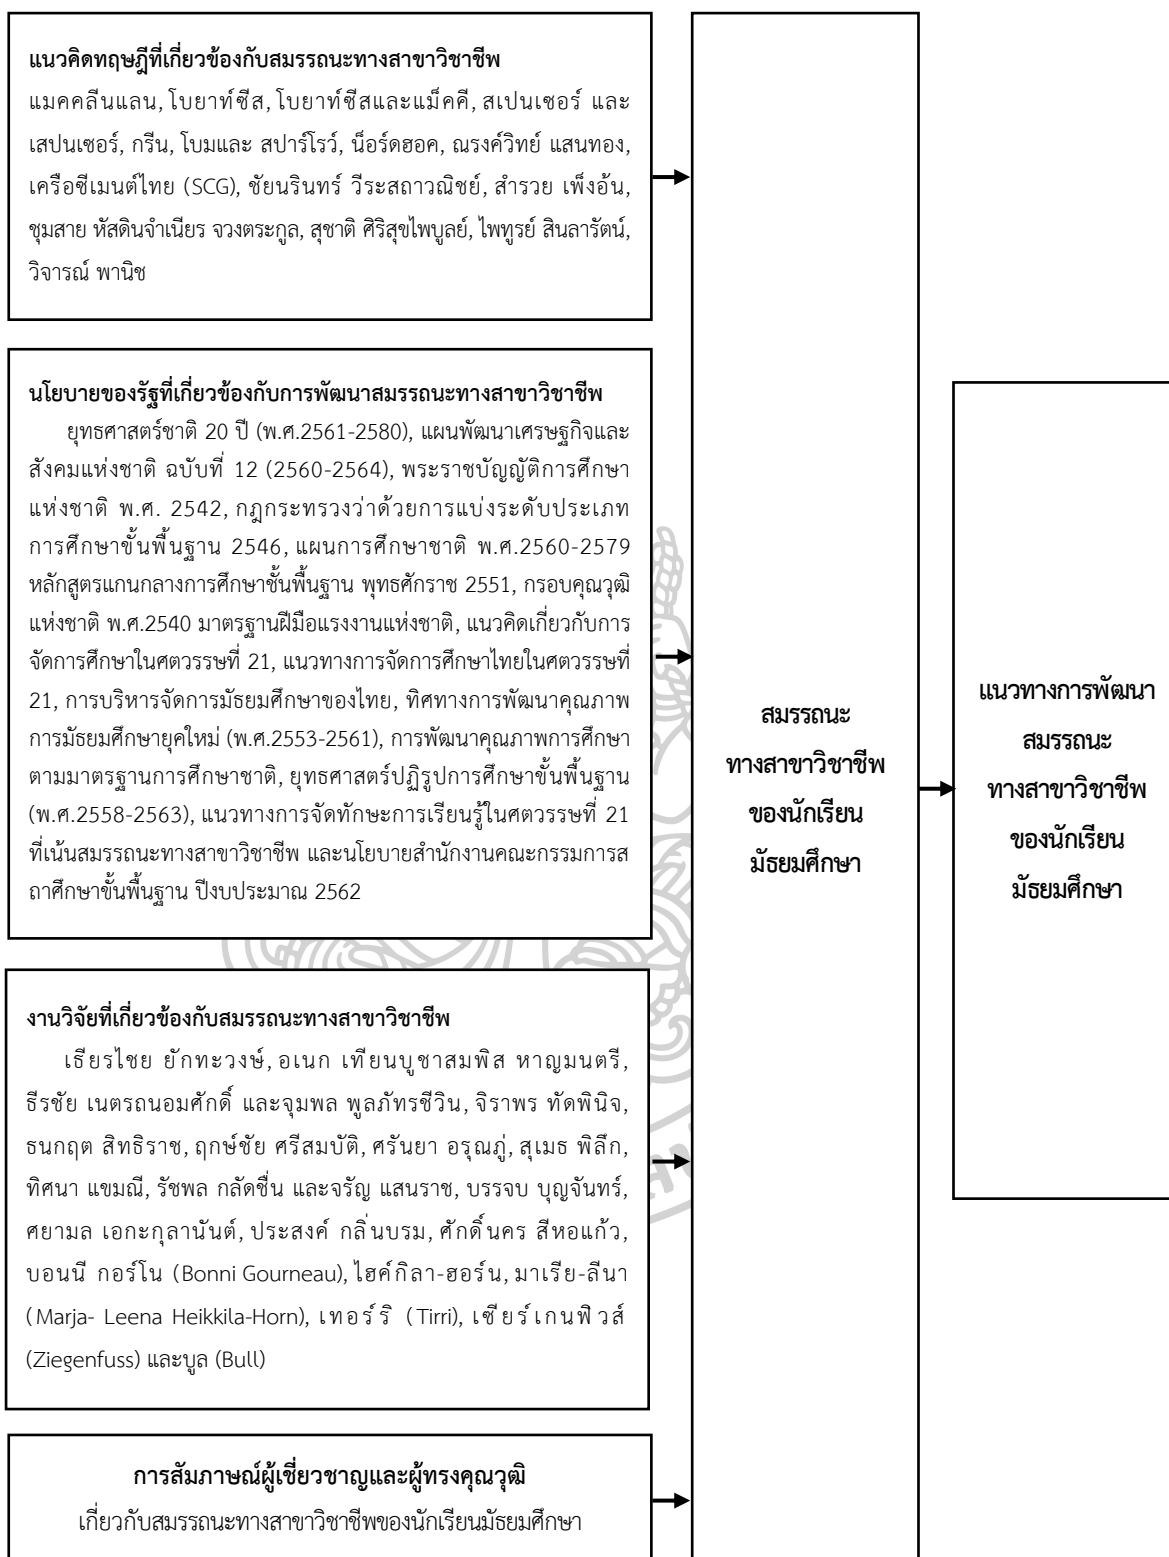 แนวคิดทฤษฎีที่เกี่ยวข้องกับสมรรถนะทางสาขาวิชาชีพ
แมคคลีนแลน, โบยาท์ซีส, โบยาท์ซีสและแม็คคี, สเปนเซอร์ และ
เสปนเซอร์, กรีน, โบมและ สปาร์โรว์, น็อร์ดฮอค, ณรงค์วิทย์ แสนทอง,
เครือซีเมนต์ไทย (SCG), ชัยนรินทร์ วีระสถาวณิชย์, สำรวย เพ็งอ้น,
ชุมสาย หัสดินจำเนียร จวงตระกูล, สุชาติ ศิริสุขไพบูลย์, ไพทูรย์ สินลารัตน์,
วิจารณ์ พานิช
นโยบายของรัฐที่เกี่ยวข้องกับการพัฒนาสมรรถนะทางสาขาวิชาชีพ
ยุทธศาสตร์ชาติ 20 ปี (พ.ศ.2561-2580), แผนพัฒนาเศรษฐกิจและ
สังคมแห่งชาติ ฉบับที่ 12 (2560-2564), พระราชบัญญัติการศึกษา
แห่งชาติ พ.ศ. 2542, กฎกระทรวงว่าด้วยการแบ่งระดับประเภท
การศึกษาขั้นพื้นฐาน 2546, แผนการศึกษาชาติ พ.ศ.2560-2579
หลักสูตรแกนกลางการศึกษาชั้นพื้นฐาน พุทธศักราช 2551, กรอบคุณวุฒิ
แห่งชาติ พ.ศ.2540 มาตรฐานฝีมือแรงงานแห่งชาติ, แนวคิดเกี่ยวกับการ
จัดการศึกษาในศตวรรษที่ 21, แนวทางการจัดการศึกษาไทยในศตวรรษที่
21, การบริหารจัดการมัธยมศึกษาของไทย, ทิศทางการพัฒนาคุณภาพ
การมัธยมศึกษายุคใหม่ (พ.ศ.2553-2561), การพัฒนาคุณภาพการศึกษา
ตามมาตรฐานการศึกษาชาติ, ยุทธศาสตร์ปฏิรูปการศึกษาขั้นพื้นฐาน
(พ.ศ.2558-2563), แนวทางการจัดทักษะการเรียนรู้ในศตวรรษที่ 21
ที่เน้นสมรรถนะทางสาขาวิชาชีพ และนโยบายสำนักงานคณะกรรมการส
ถาศึกษาขั้นพื้นฐาน ปีงบประมาณ 2562
งานวิจัยที่เกี่ยวข้องกับสมรรถนะทางสาขาวิชาชีพ
เธียรไชย ยักทะวงษ์, อเนก เทียนบูชาสมพิส หาญมนตรี,
ธีรชัย เนตรถนอมศักดิ์ และจุมพล พูลภัทรชีวิน, จิราพร ทัดพินิจ,
ธนกฤต สิทธิราช, ฤกษ์ชัย ศรีสมบัติ, ศรันยา อรุณภู่, สุเมธ พิลึก,
ทิศนา แขมณี, รัชพล กลัดชื่น และจรัญ แสนราช, บรรจบ บุญจันทร์,
ศยามล เอกะกุลานันต์, ประสงค์ กลิ่นบรม, ศักดิ์นคร สีหอแก้ว,
บอนนี กอร์โน (Bonni Gourneau), ไฮค์กิลา-ฮอร์น, มาเรีย-ลีนา
(Marja- Leena Heikkila-Horn), เทอร์ริ (Tirri), เซียร์เกนฟิวส์
(Ziegenfuss) และบูล (Bull)
การสัมภาษณ์ผู้เชี่ยวชาญและผู้ทรงคุณวุฒิ
เกี่ยวกับสมรรถนะทางสาขาวิชาชีพของนักเรียนมัธยมศึกษา
สมรรถนะ
ทางสาขาวิชาชีพ
ของนักเรียน
มัธยมศึกษา
แนวทางการพัฒนา
สมรรถนะ
ทางสาขาวิชาชีพ
ของนักเรียน
มัธยมศึกษา